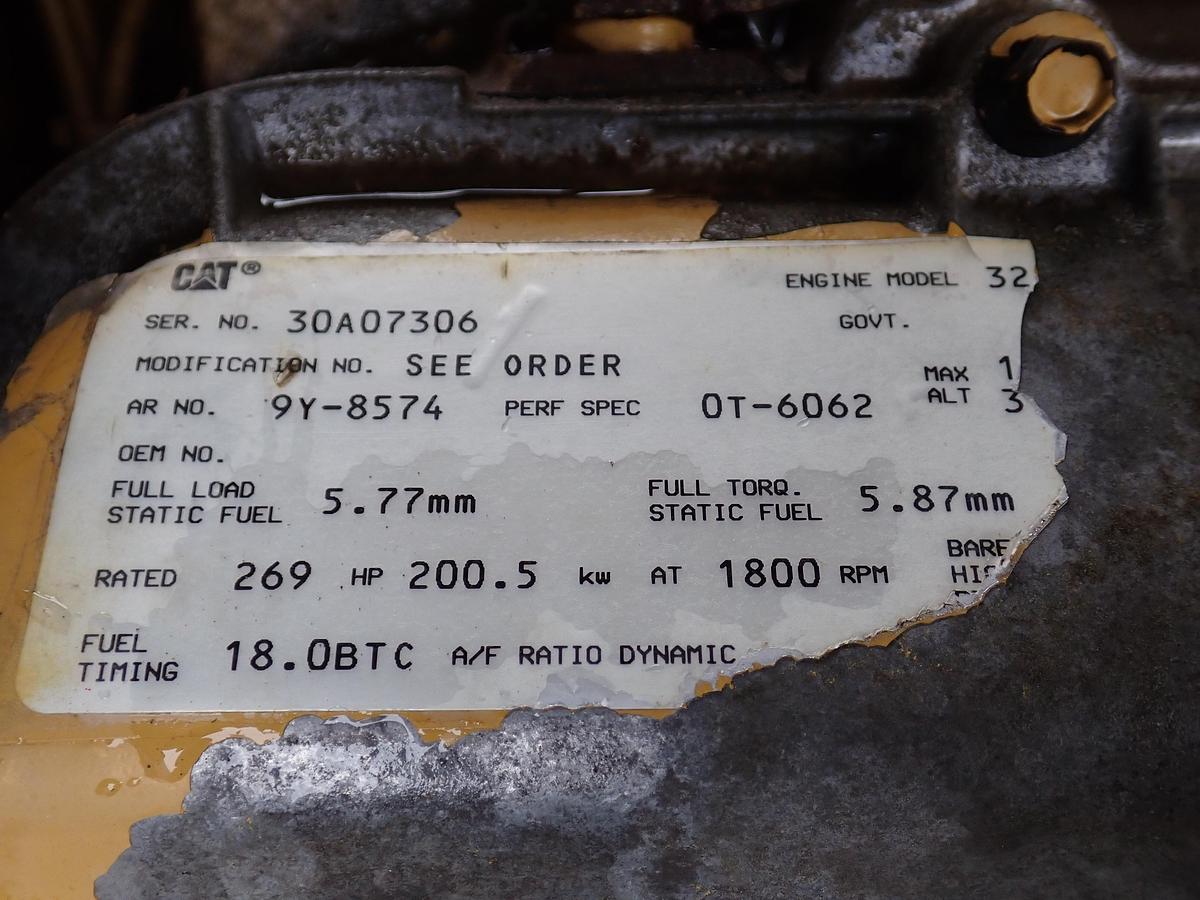 CAT® ENGINE MODEL 32
SER. NO. 30A07306 GOVT.
MODIFICATION NO. SEE ORDER MAX 1
AR NO. 9Y-8574 PERF SPEC 0T-6062 ALT 3
OEM NO.
FULL LOAD FULL TORQ.
STATIC FUEL 5.77mm STATIC FUEL 5.87mm
BARE
RATED 269 HP 200.5 kw AT 1800 RPM HI
FUEL
TIMING 18.0BTC A/F RATIO DYNAMIC